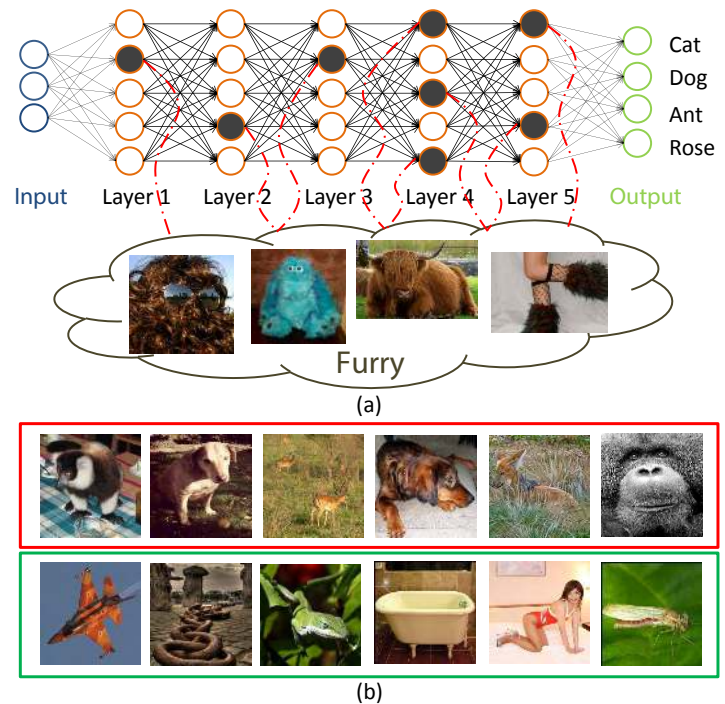 Cat
Dog
Ant
Rose
Input Layer 1 Layer 2 Layer 3 Layer 4 Layer 5 Output
Furry
(a)
(b)